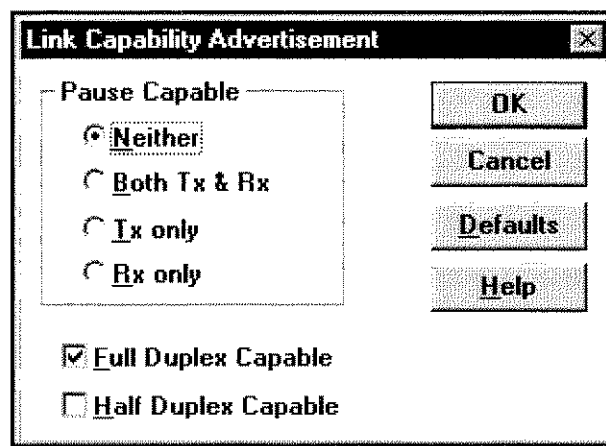 Link Capability Advertisement
Pause Capable
Neither
Both Tx & Rx
Tx only
Rx only
Full Duplex Capable
Half Duplex Capable
OK
Cancel
Defaults
Help